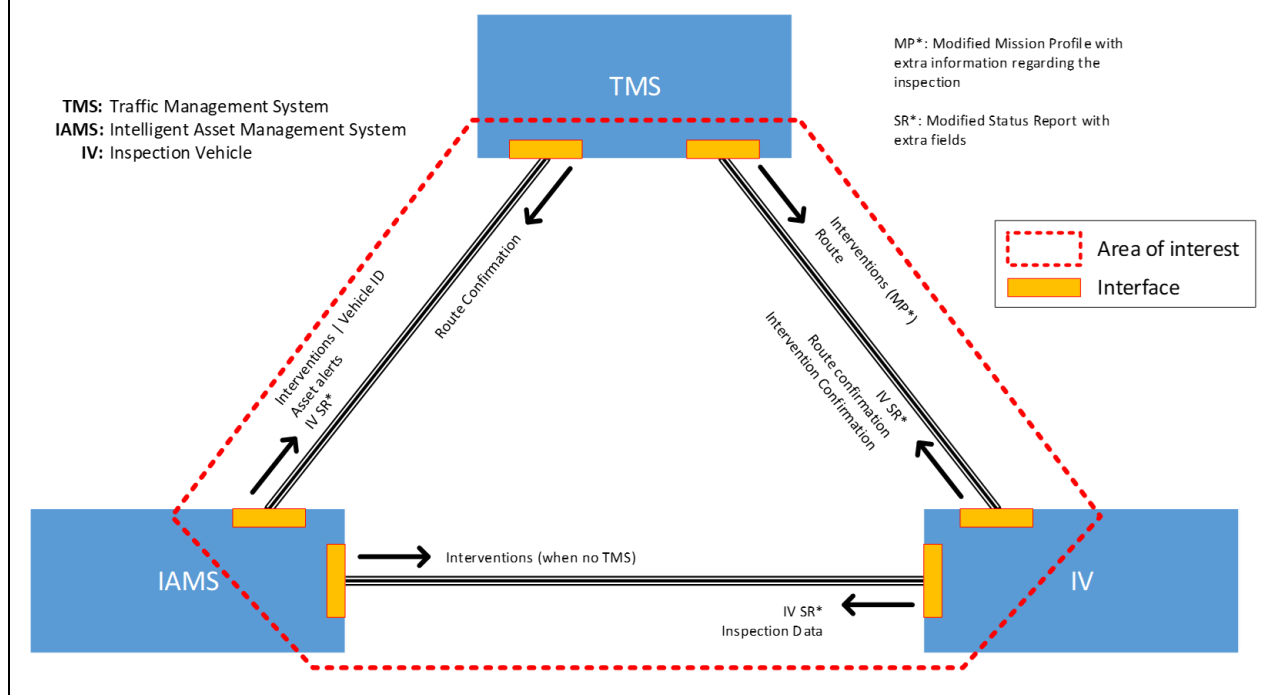 TMS
MP*: Modified Mission Profile with
extra information regarding the
inspection
SR*: Modified Status Report with
extra fields
TMS: Traffic Management System
IAMS: Intelligent Asset Management System
IV: Inspection Vehicle
Area of interest
Interface
Route Confirmation
Interventions | Vehicle ID
Asset alerts
IV SR*
Interventions (MP*)
Route
Route confirmation
IV SR*
Intervention Confirmation
IAMS
Interventions (when no TMS)
IV
IV SR*
Inspection Data